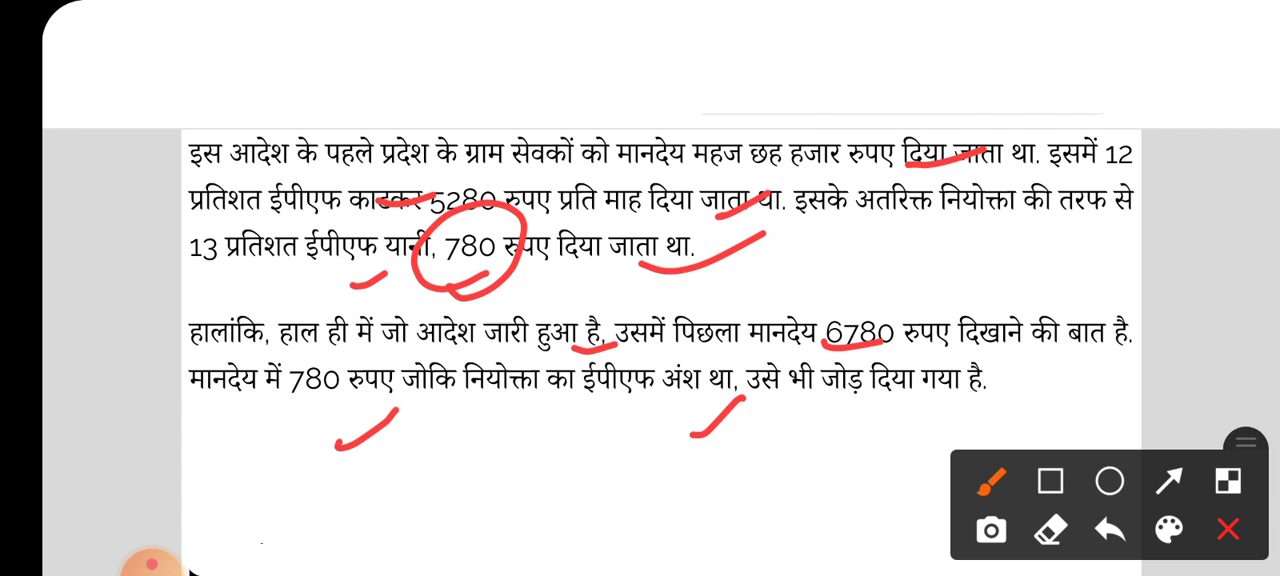 इस आदेश के पहले प्रदेश के ग्राम सेवकों को मानदेय महज छह हजार रुपए दिया जाता था. इसमें 12
प्रतिशत ईपीएफ काटकर 5280 रुपए प्रति माह दिया जाता था. इसके अतरिक्त नियोक्ता की तरफ से
13 प्रतिशत ईपीएफ यानी, 780 रुपए दिया जाता था.
हालांकि, हाल ही में जो आदेश जारी हुआ है, उसमें पिछला मानदेय 6780 रुपए दिखाने की बात है.
मानदेय में 780 रुपए जोकि नियोक्ता का ईपीएफ अंश था, उसे भी जोड़ दिया गया है.